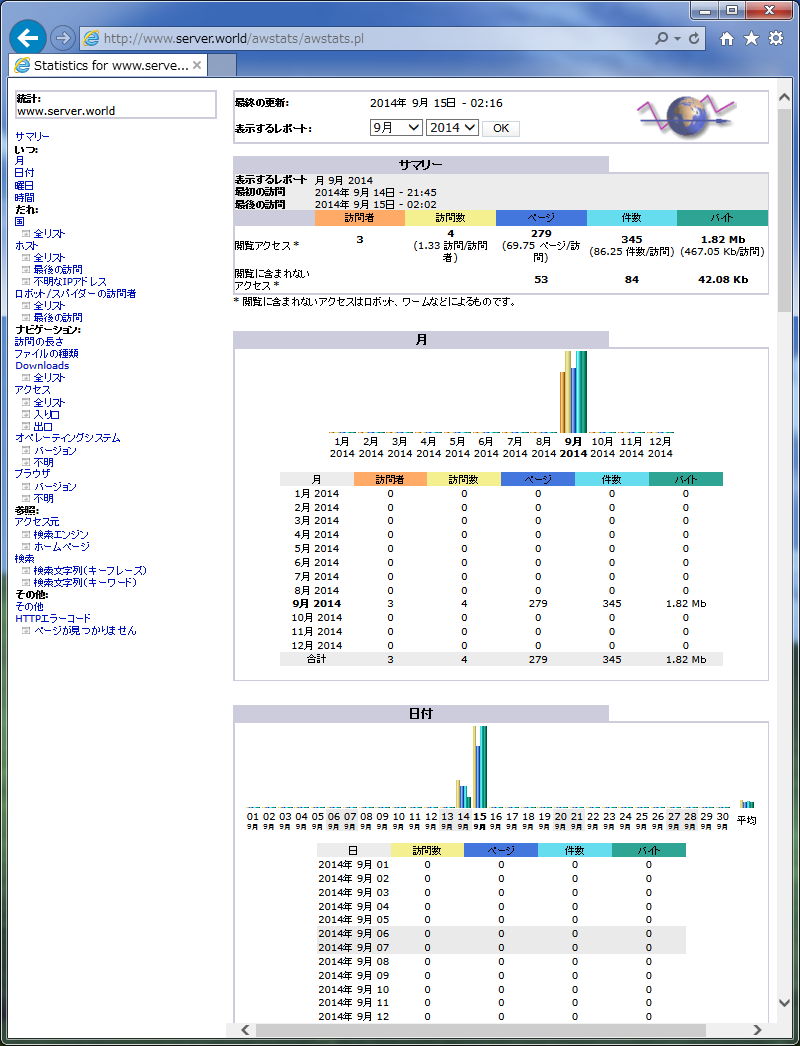 http://www.server.world/awstats/awstats.pl
Statistics for www.serve...
統計:
www.server.world
サマリー
いつ:
月
日付
曜日
時間
だれ:
国
全リスト
ホスト
全リスト
最後の訪問
不明なIPアドレス
ロボット/スパイダーの訪問者
全リスト
最後の訪問
ナビゲーション:
訪問の長さ
ファイルの種類
Downloads
全リスト
アクセス
全リスト
入り口
出口
オペレーティングシステム
バージョン
不明
ブラウザ
バージョン
不明
参照:
アクセス元
検索エンジン
ホームページ
検索
検索文字列(キーフレーズ)
検索文字列(キーワード)
その他:
その他
HTTPエラーコード
ページが見つかりません
最終の更新: 2014年 9月 15日 - 02:16
表示するレポート: 9月 2014 OK
サマリー
表示するレポート 月 9月 2014
最初の訪問 2014年 9月 14日 - 21:45
最後の訪問 2014年 9月 15日 - 02:02
訪問者 訪問数 ページ 件数 バイト
閲覧アクセス * 3 4 279 345 1.82 Mb
(1.33 訪問/訪問者) (69.75 ページ/訪問) (86.25 件数/訪問) (467.05 Kb/訪問)
閲覧に含まれないアクセス * 53 84 42.08 Kb
* 閲覧に含まれないアクセスはロボット、ワームなどによるものです。
月
1月 2月 3月 4月 5月 6月 7月 8月 9月 10月 11月 12月
2014 2014 2014 2014 2014 2014 2014 2014 2014 2014 2014 2014
月 訪問者 訪問数 ページ 件数 バイト
1月 2014 0 0 0 0 0
2月 2014 0 0 0 0 0
3月 2014 0 0 0 0 0
4月 2014 0 0 0 0 0
5月 2014 0 0 0 0 0
6月 2014 0 0 0 0 0
7月 2014 0 0 0 0 0
8月 2014 0 0 0 0 0
9月 2014 3 4 279 345 1.82 Mb
10月 2014 0 0 0 0 0
11月 2014 0 0 0 0 0
12月 2014 0 0 0 0 0
合計 3 4 279 345 1.82 Mb
日付
01 02 03 04 05 06 07 08 09 10 11 12 13 14 15 16 17 18 19 20 21 22 23 24 25 26 27 28 29 30 平均
9月 9月 9月 9月 9月 9月 9月 9月 9月 9月 9月 9月 9月 9月 9月 9月 9月 9月 9月 9月 9月 9月 9月 9月 9月 9月 9月 9月 9月 9月
日 訪問数 ページ 件数 バイト
2014年 9月 01 0 0 0 0
2014年 9月 02 0 0 0 0
2014年 9月 03 0 0 0 0
2014年 9月 04 0 0 0 0
2014年 9月 05 0 0 0 0
2014年 9月 06 0 0 0 0
2014年 9月 07 0 0 0 0
2014年 9月 08 0 0 0 0
2014年 9月 09 0 0 0 0
2014年 9月 10 0 0 0 0
2014年 9月 11 0 0 0 0
2014年 9月 12 0 0 0 0